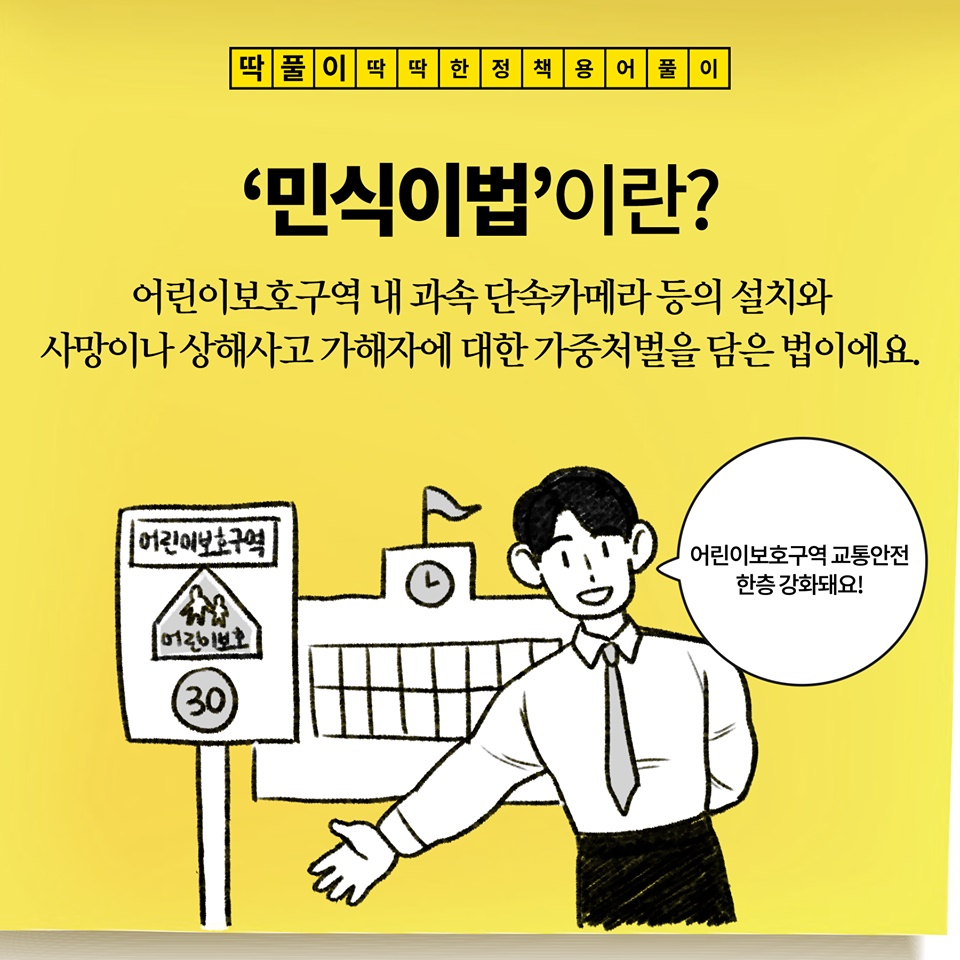 딱풀이 딱딱한정책용어풀이
‘민식이법’이란?
어린이보호구역 내 과속 단속카메라 등의 설치와
사망이나 상해사고 가해자에 대한 가중처벌을 담은 법이에요.
어린이보호구역
어린이보호
30
어린이보호구역 교통안전
한층 강화돼요!